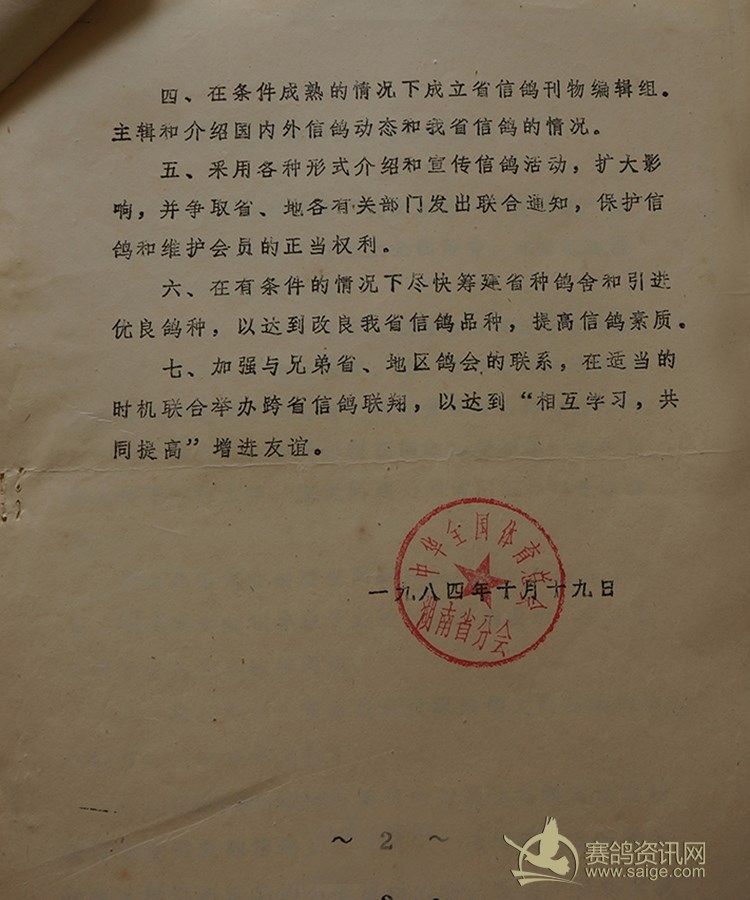 四、在条件成熟的情况下成立省信鸽刊物编辑组。
主辑和介绍国内外信鸽动态和我省信鸽的情况。
五、采用各种形式介绍和宣传信鸽活动，扩大影
响，并争取省、地各有关部门发出联合通知，保护信
鸽和维护会员的正当权利。
六、在有条件的情况下尽快筹建省种鸽舍和引进
优良鸽种，以达到改良我省信鸽品种，提高信鸽素质。
七、加强与兄弟省、地区鸽会的联系，在适当的
时机联合举办跨省信鸽联翔，以达到“相互学习，共
同提高”增进友谊。
中华全国体育总会
湖南省分会
一九八四年十月十九日
～ 2 ～
赛鸽资讯网
www.saige.com